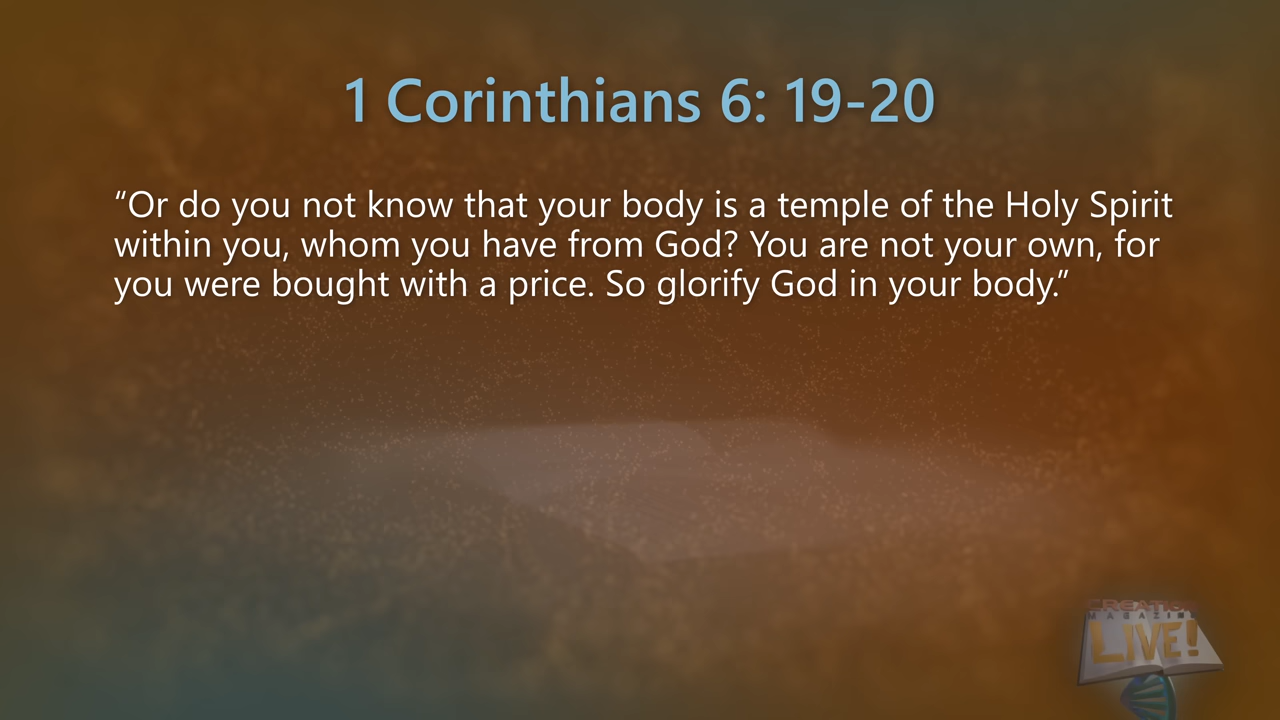 1 Corinthians 6: 19-20
“Or do you not know that your body is a temple of the Holy Spirit
within you, whom you have from God? You are not your own, for
you were bought with a price. So glorify God in your body.”
CREATION
MAGAZINE
LIVE!